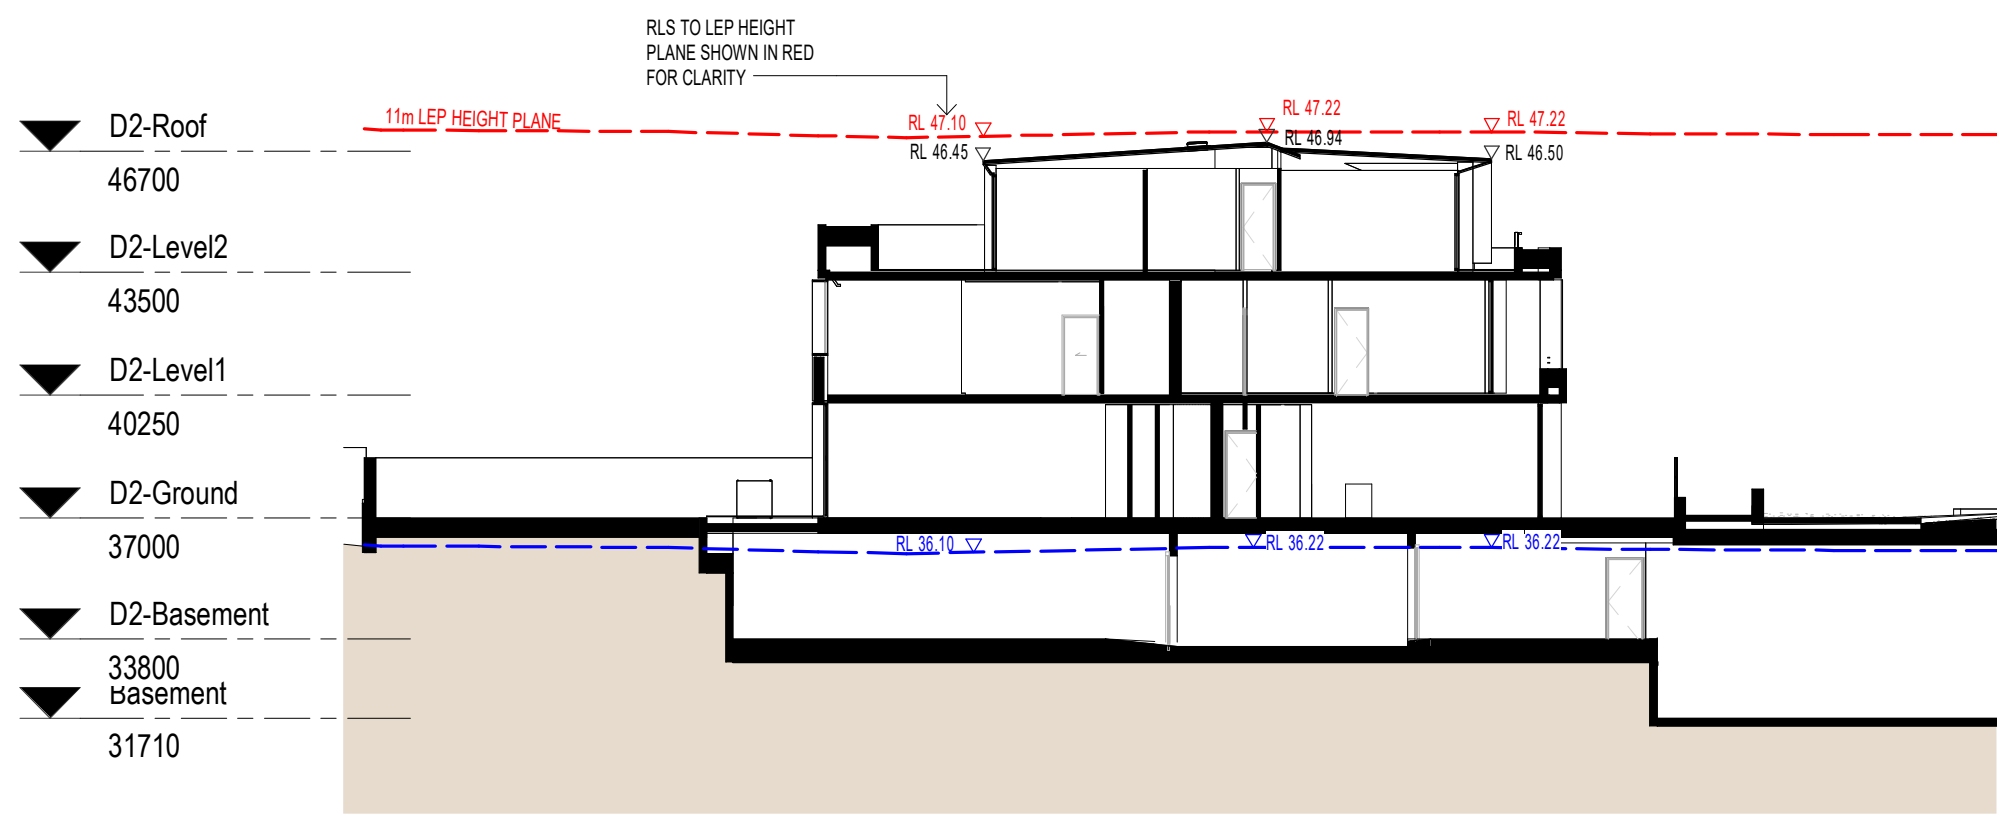 RLS TO LEP HEIGHT
PLANE SHOWN IN RED
FOR CLARITY
11m LEP HEIGHT PLANE
RL 47.10
RL 47.22
RL 47.22
RL 46.45
RL 46.94
RL 46.50
D2-Roof
46700
D2-Level2
43500
D2-Level1
40250
D2-Ground
37000
RL 36.10
RL 36.22
RL 36.22
D2-Basement
33800
Basement
31710